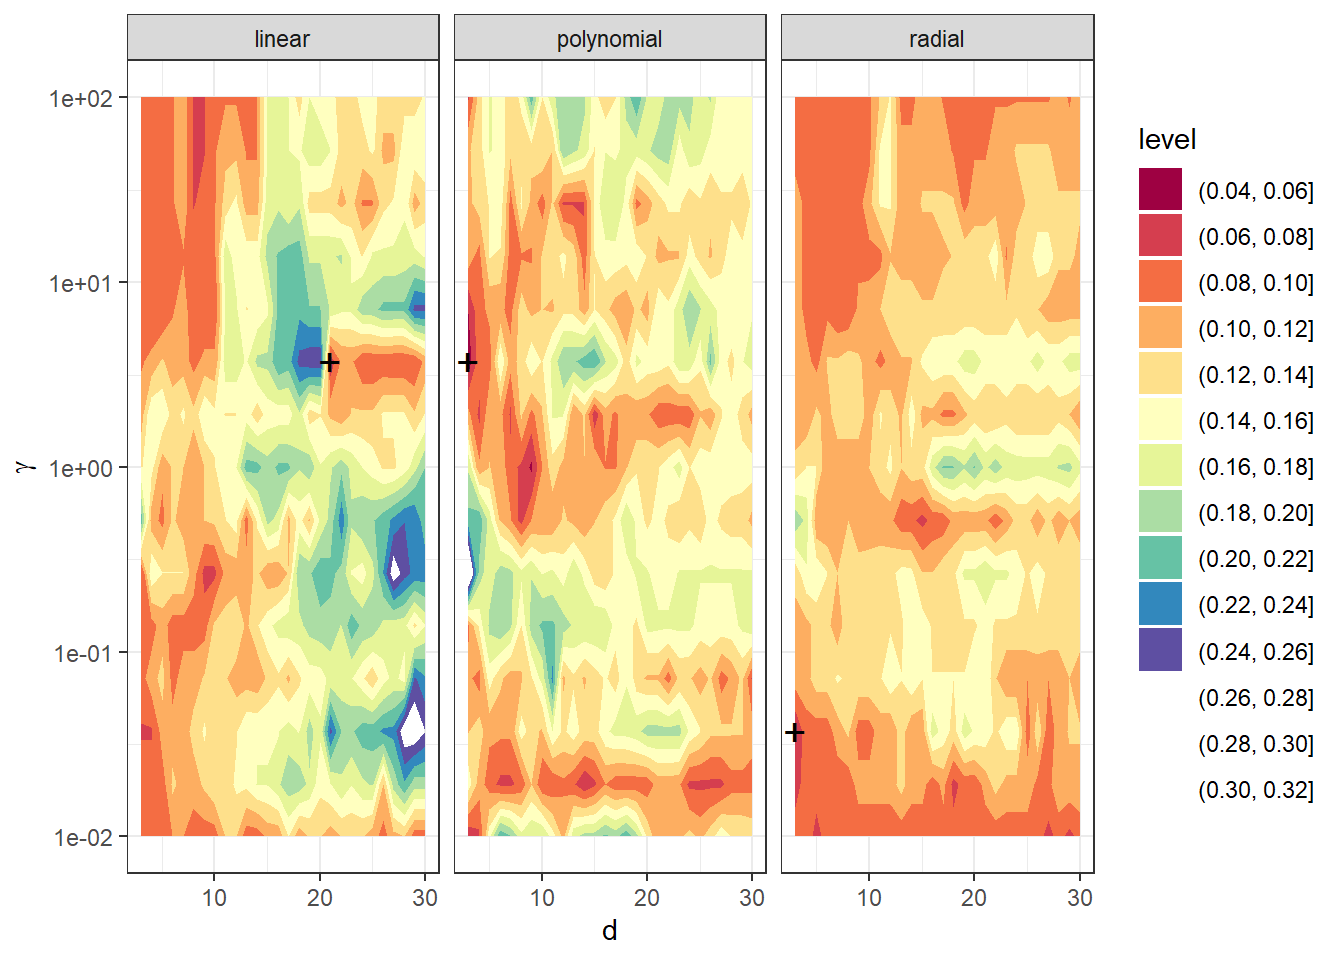 linear
polynomial
radial
1e+02
1e+01
1e+00
1e-01
1e-02
γ
10
20
30
10
20
30
10
20
30
d
level
(0.04, 0.06]
(0.06, 0.08]
(0.08, 0.10]
(0.10, 0.12]
(0.12, 0.14]
(0.14, 0.16]
(0.16, 0.18]
(0.18, 0.20]
(0.20, 0.22]
(0.22, 0.24]
(0.24, 0.26]
(0.26, 0.28]
(0.28, 0.30]
(0.30, 0.32]